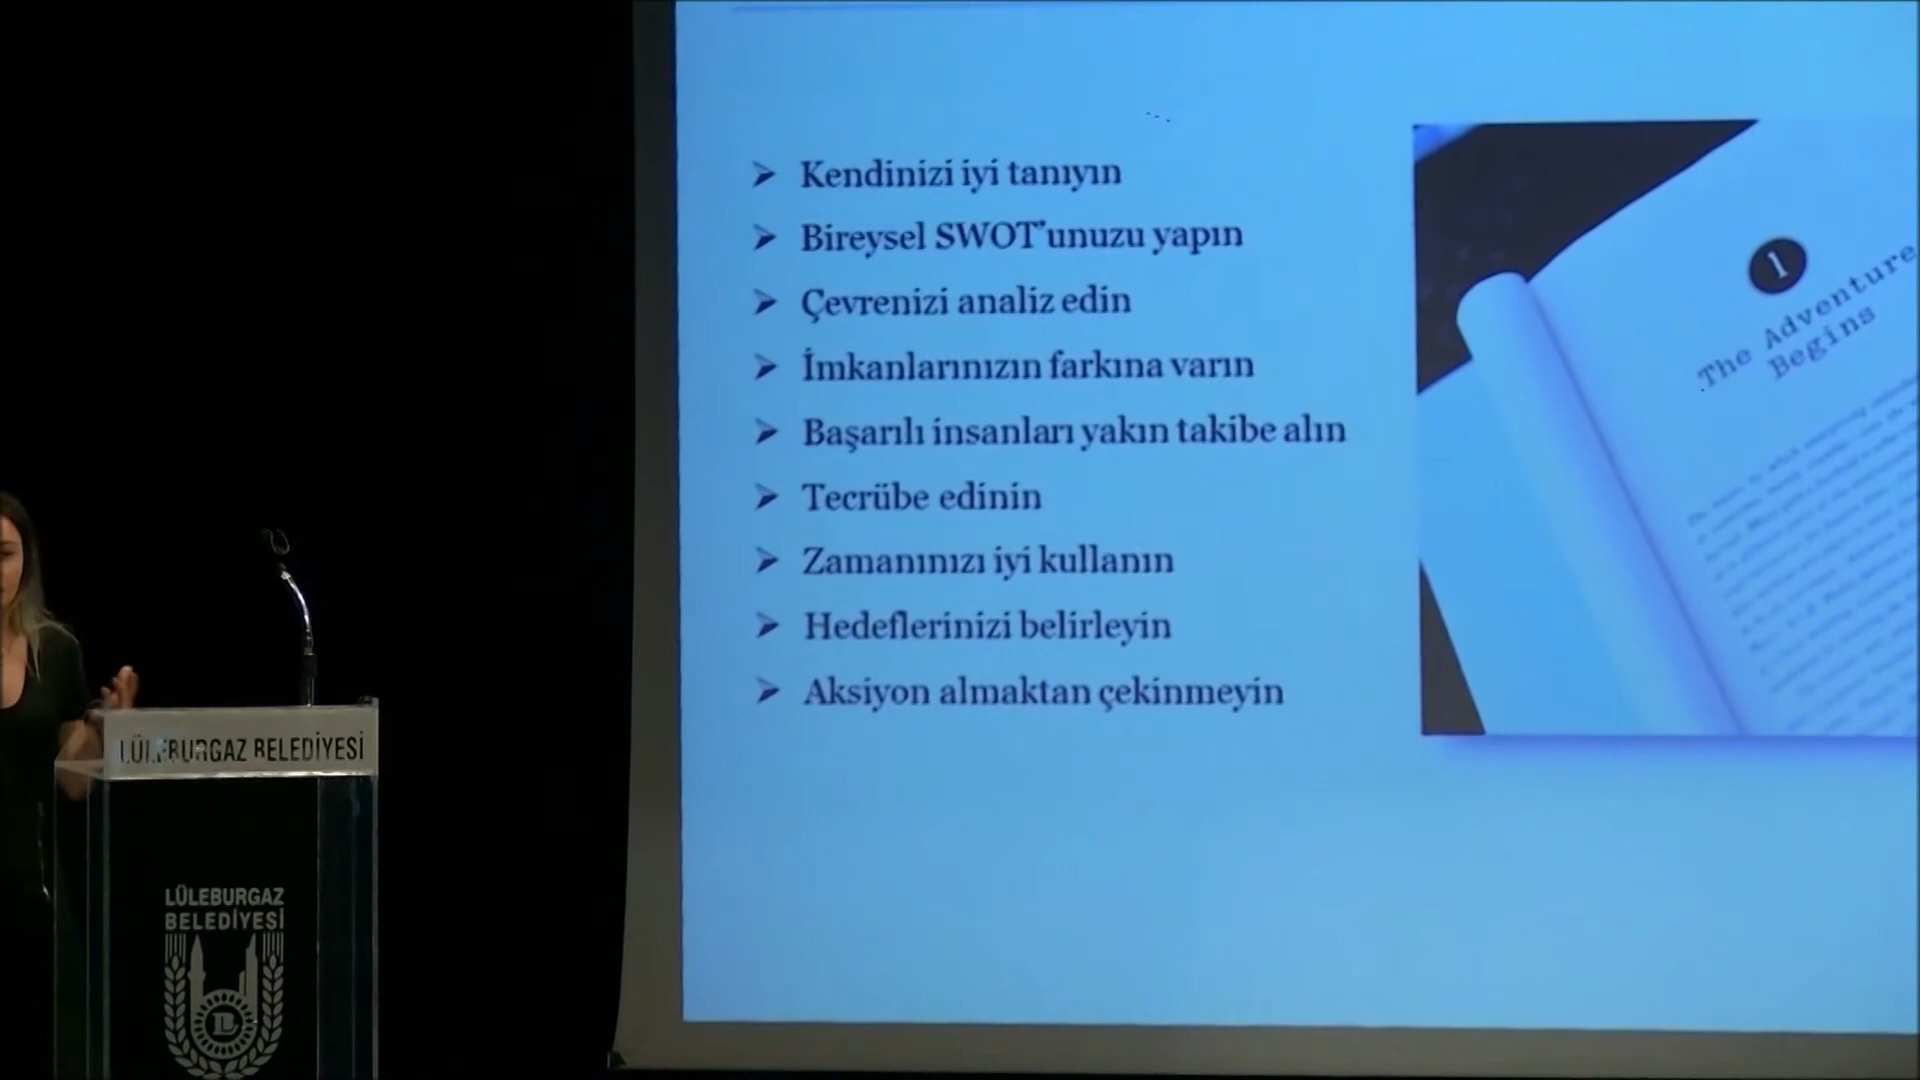 Kendinizi iyi tanıyın
Bireysel SWOT'unuzu yapın
Çevrenizi analiz edin
İmkanlarınızın farkına varın
Başarılı insanları yakın takibe alın
Tecrübe edinin
Zamanınızı iyi kullanın
Hedeflerinizi belirleyin
Aksiyon almaktan çekinmeyin
1
The Adventure
Begins
LÜLEBURGAZ BELEDİYESİ
LÜLEBURGAZ
BELEDİYESİ